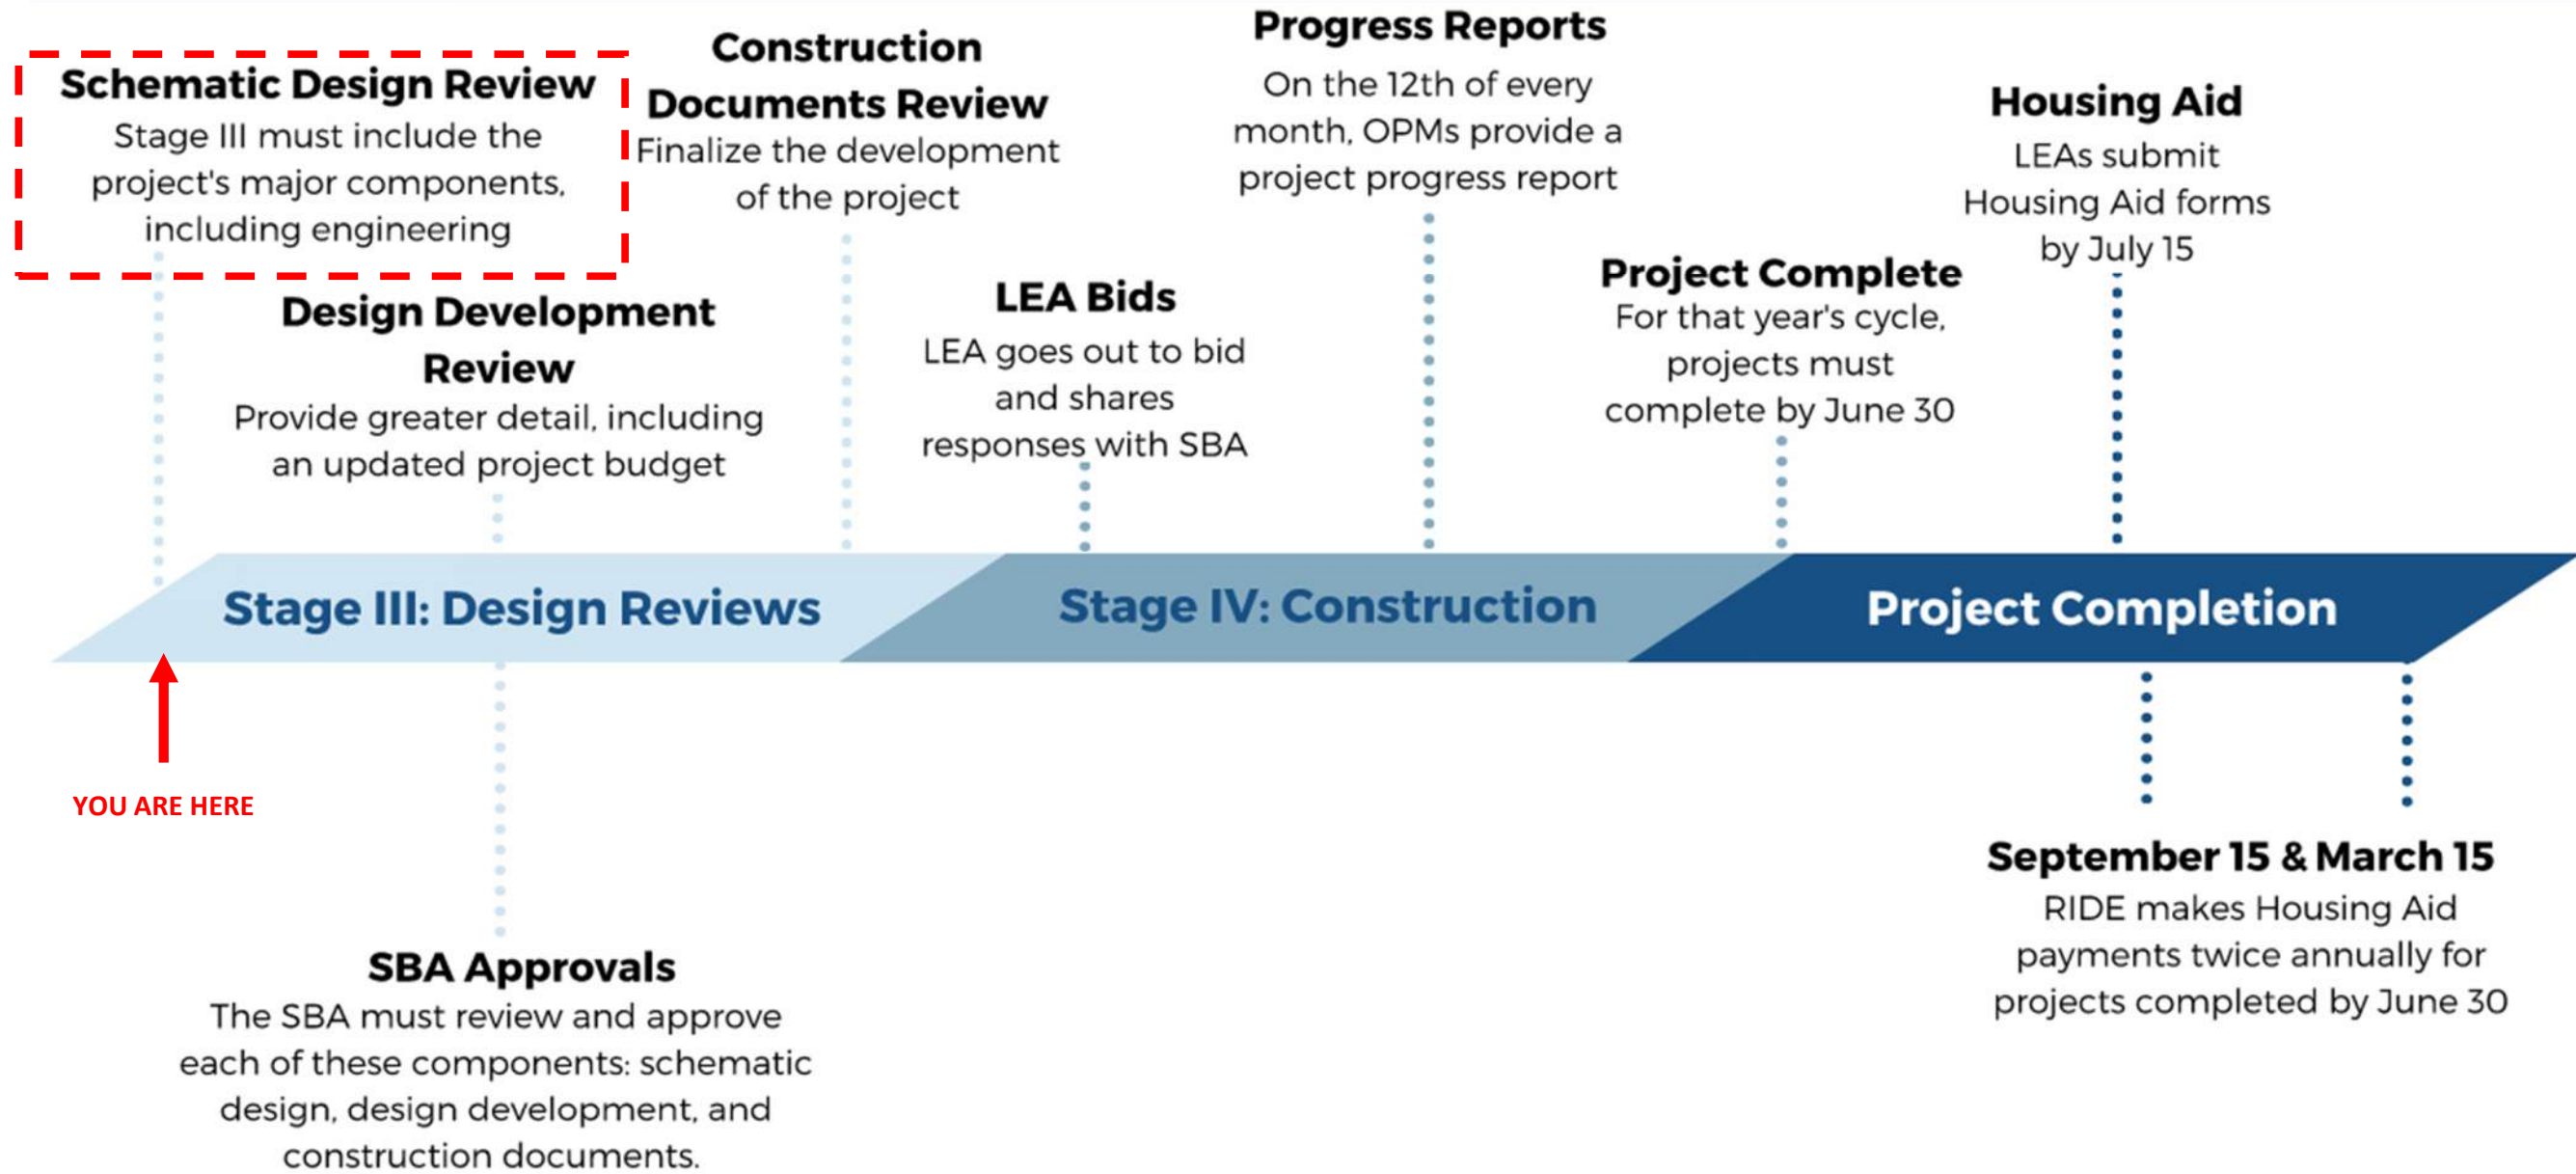 Schematic Design Review
Stage III must include the
project's major components,
including engineering
Design Development
Review
Provide greater detail, including
an updated project budget
Construction
Documents Review
Finalize the development
of the project
LEA Bids
LEA goes out to bid
and shares
responses with SBA
Progress Reports
On the 12th of every
month, OPMs provide a
project progress report
Project Complete
For that year's cycle,
projects must
complete by June 30
Housing Aid
LEAs submit
Housing Aid forms
by July 15
Stage III: Design Reviews
Stage IV: Construction
Project Completion
YOU ARE HERE
SBA Approvals
The SBA must review and approve
each of these components: schematic
design, design development, and
construction documents.
September 15 & March 15
RIDE makes Housing Aid
payments twice annually for
projects completed by June 30